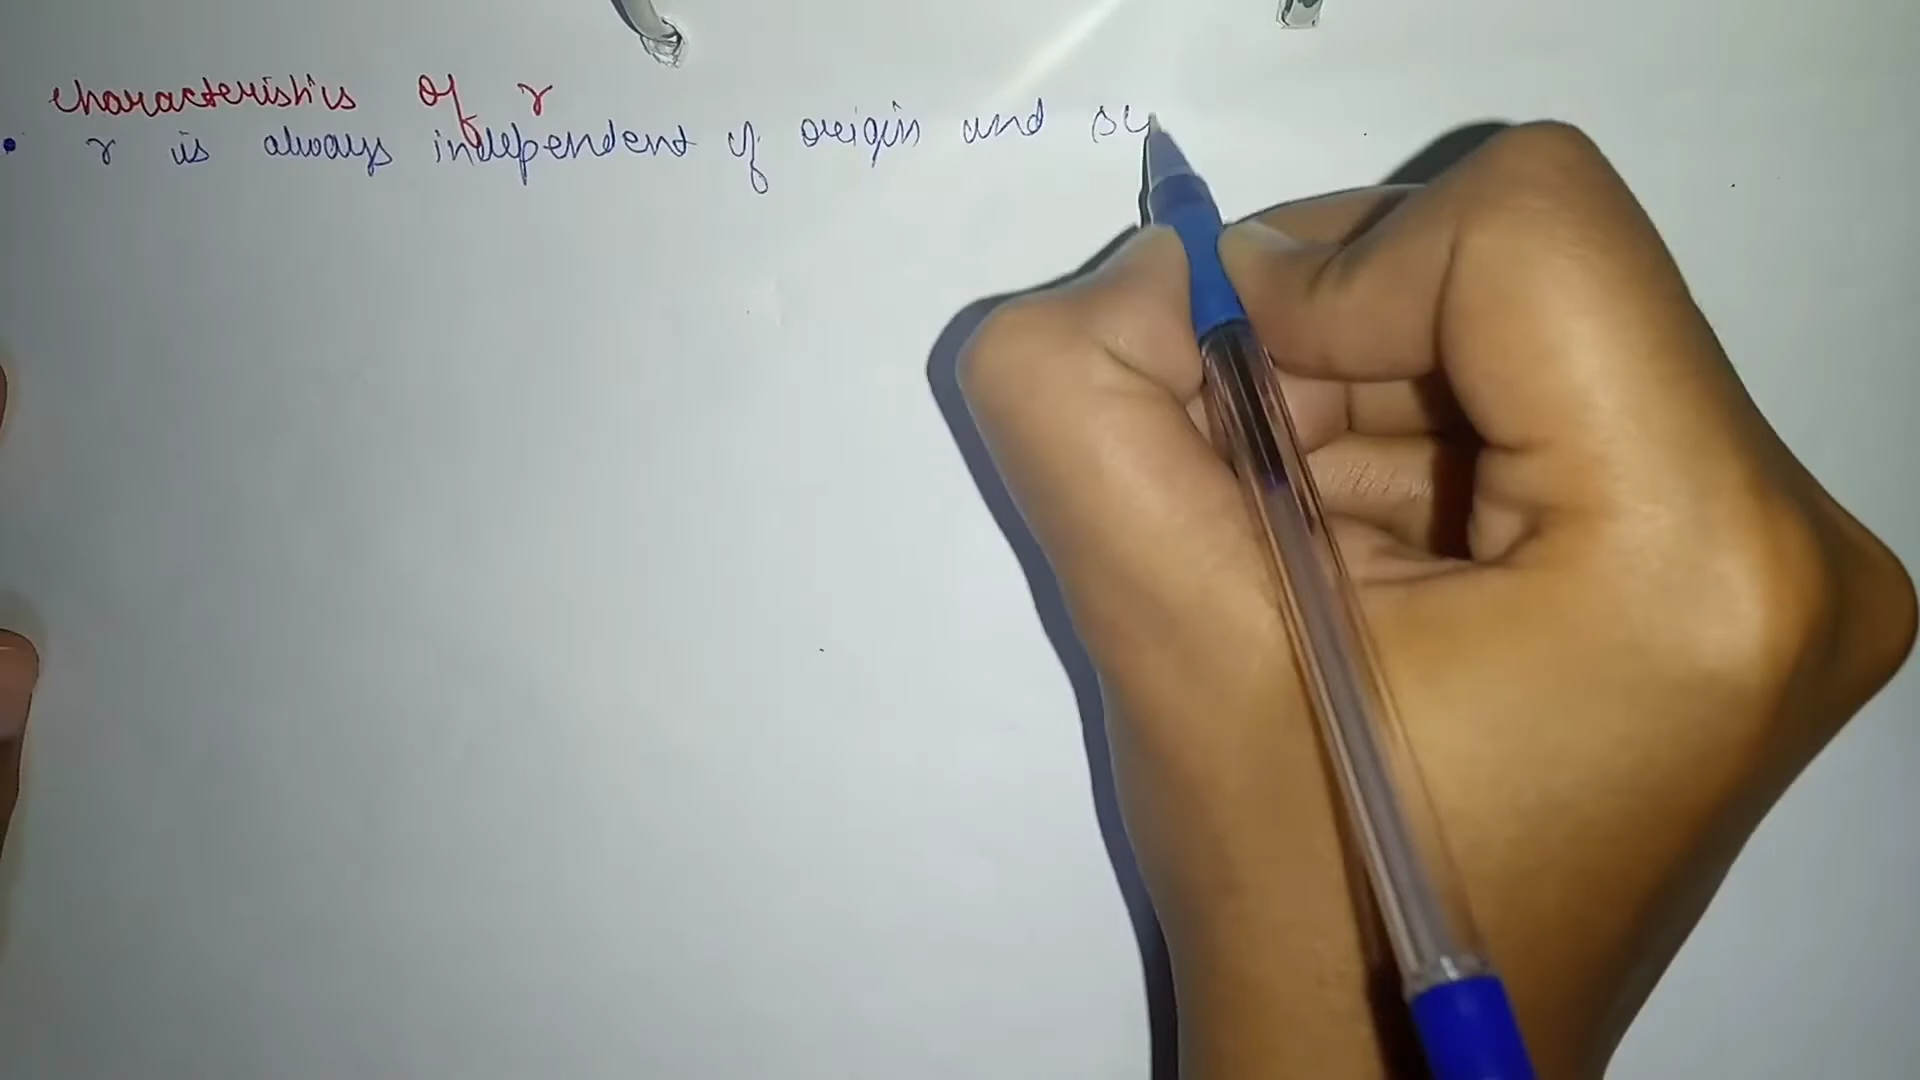 characteristics of r
• r is always independent of origin and